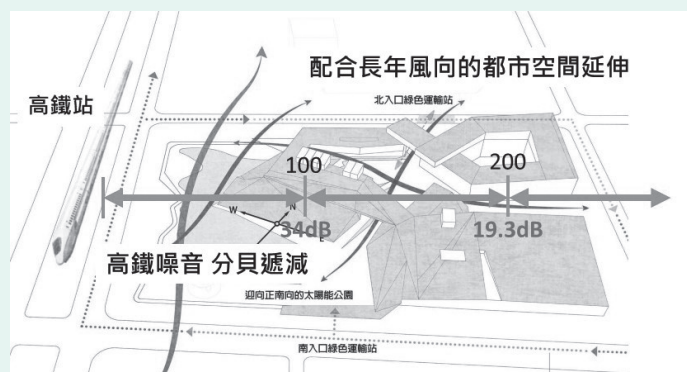 配合長年風向的都市空間延伸
高鐵站
北入口綠色運輸站
100
200
W
N
34dB
E
19.3dB
高鐵噪音 分貝遞減
迎向正南向的太陽能公園
南入口綠色運輸站